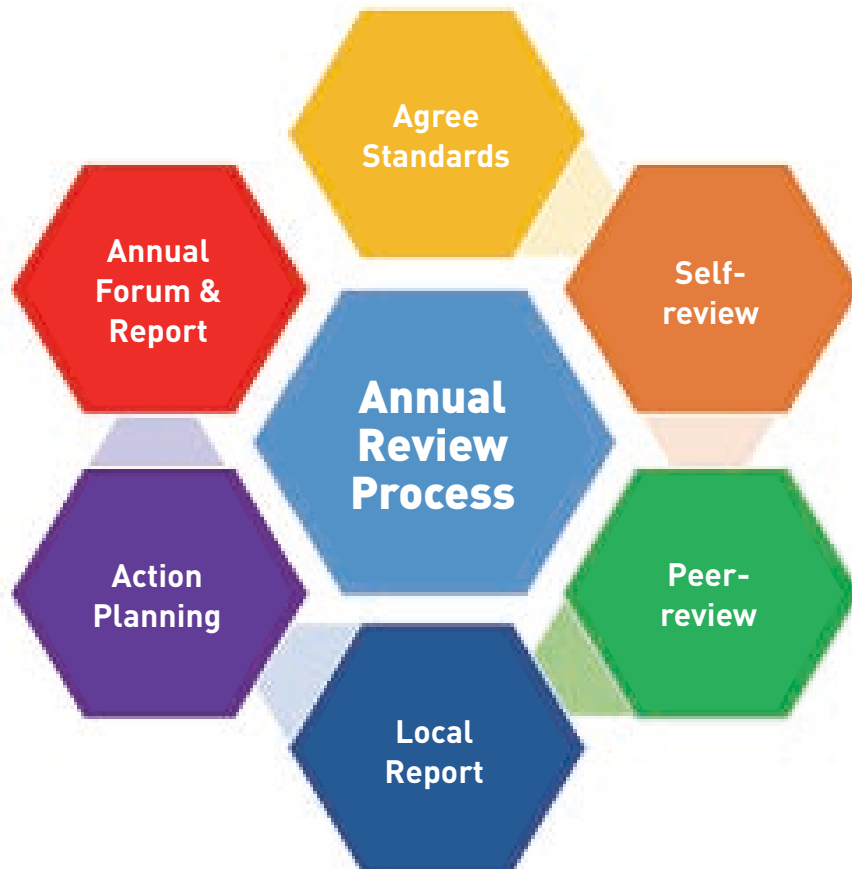 Agree
Standards
Self-
review
Peer-
review
Local
Report
Action
Planning
Annual
Forum &
Report
Annual
Review
Process